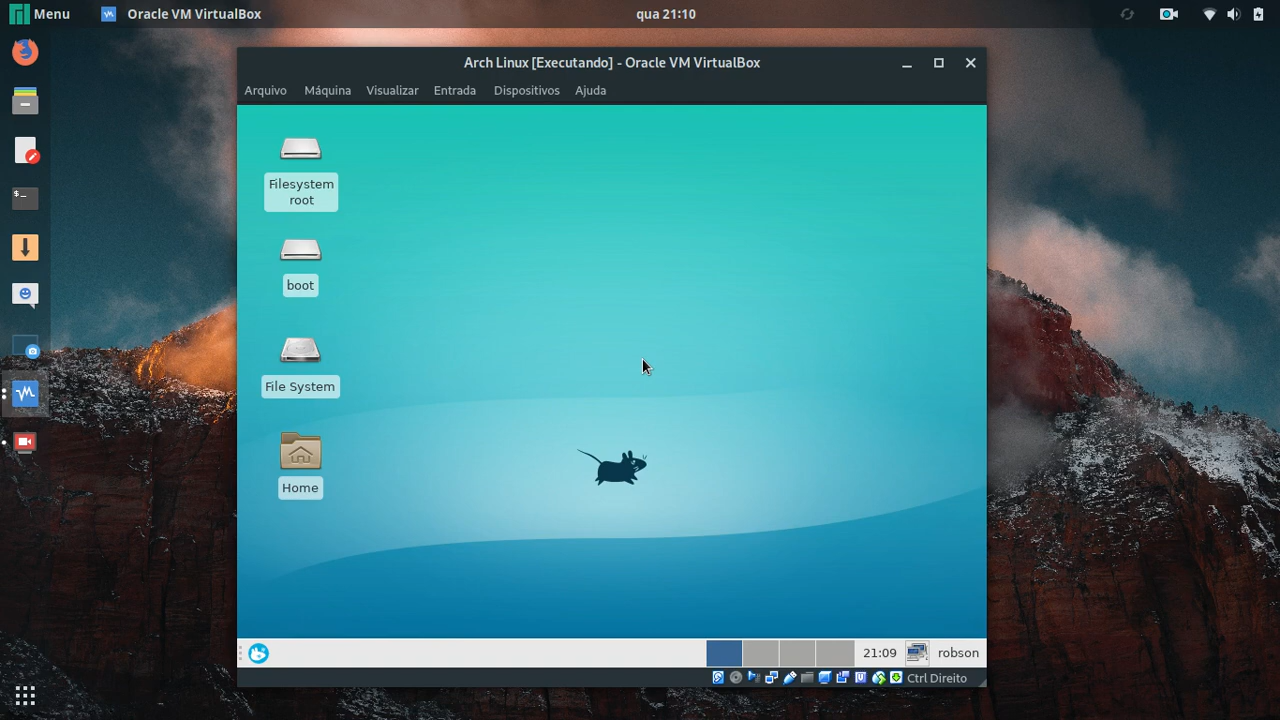 Menu
Oracle VM VirtualBox
qua 21:10
Arch Linux [Executando] - Oracle VM VirtualBox
Arquivo Máquina Visualizar Entrada Dispositivos Ajuda
Filesystem
root
boot
File System
Home
21:09
robson
Ctrl Direito
$_